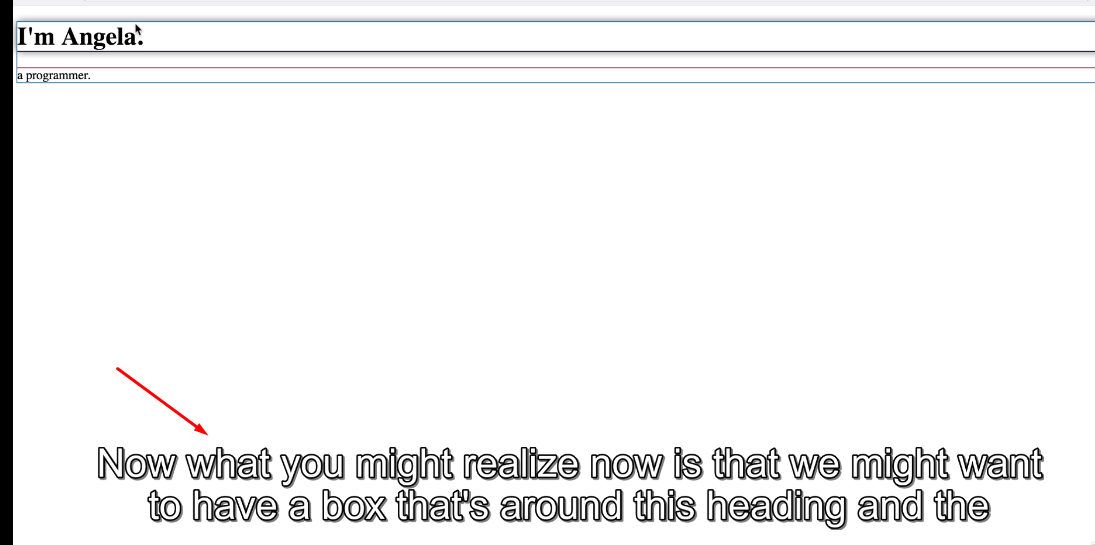 I'm Angela.
a programmer.
Now what you might realize now is that we might want
to have a box that's around this heading and the